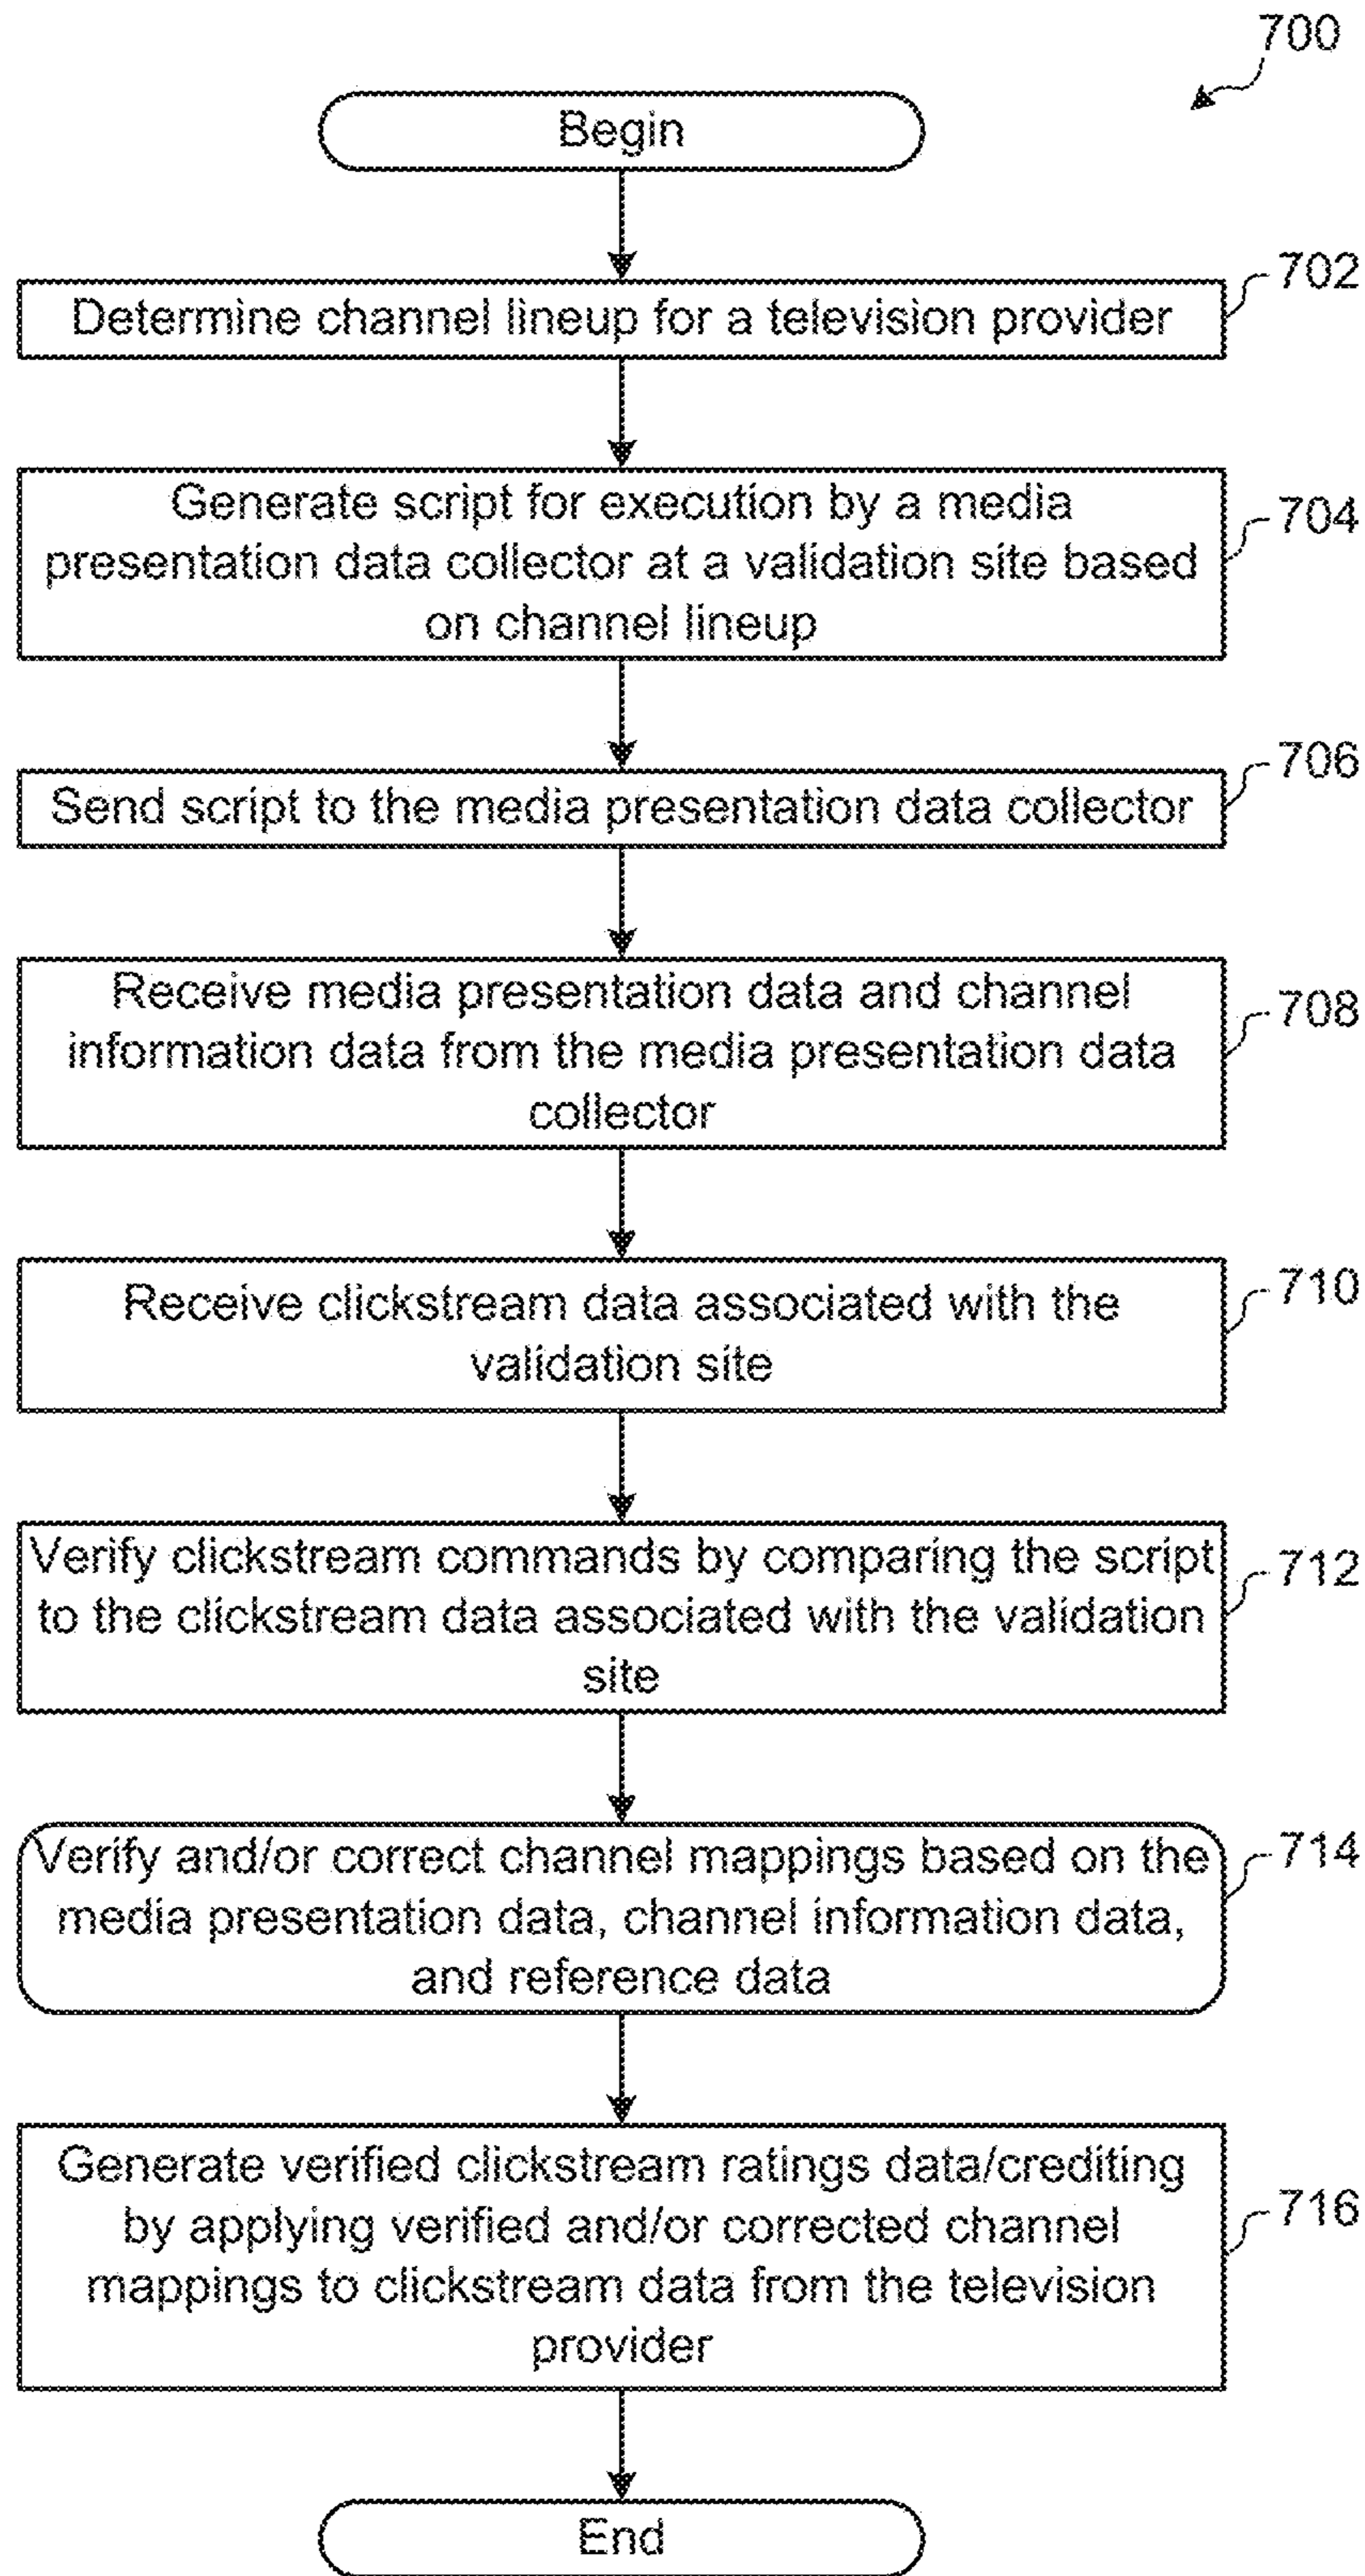 700
Begin
702
Determine channel lineup for a television provider
Generate script for execution by a media
presentation data collector at a validation site based
on channel lineup
704
706
Send script to the media presentation data collector
Receive media presentation data and channel
information data from the media presentation data
collector
708
Receive clickstream data associated with the
validation site
710
Verify clickstream commands by comparing the script
to the clickstream data associated with the validation
site
712
Verify and/or correct channel mappings based on the
media presentation data, channel information data,
and reference data
714
Generate verified clickstream ratings data/crediting
by applying verified and/or corrected channel
mappings to clickstream data from the television
provider
716
End